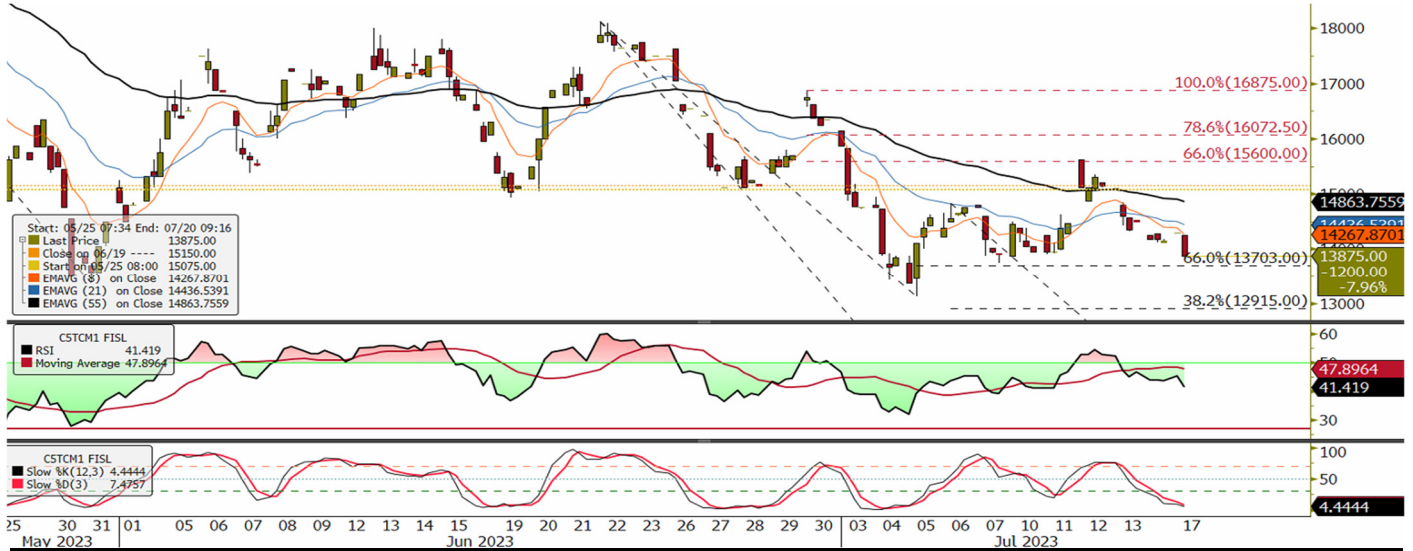 18000
100.0%(16875.00)
17000
78.6%(16072.50)
16000
66.0%(15600.00)
15000
14863.7559
14436.5391
14267.8701
Start: 05/25 07:34 End: 07/20 09:16
Last Price 13875.00
Close on 06/19 ---- 15150.00
Start on 05/25 08:00 15075.00
EMAVG (8) on Close 14267.8701
EMAVG (21) on Close 14436.5391
EMAVG (55) on Close 14863.7559
14000
66.0%(13703.00)
13875.00
-1200.00
-7.96%
38.2%(12915.00)
13000
C5TCM1 FISL
RSI 41.419
Moving Average 47.8964
60
50
47.8964
41.419
30
C5TCM1 FISL
Slow %K(12,3) 4.4444
Slow %D(3) 7.4757
100
50
4.4444
25 30 31 01 05 06 07 08 09 12 13 14 15 19 20 21 22 23 26 27 28 29 30 03 04 05 06 07 10 11 12 13 17
May 2023 Jun 2023 Jul 2023